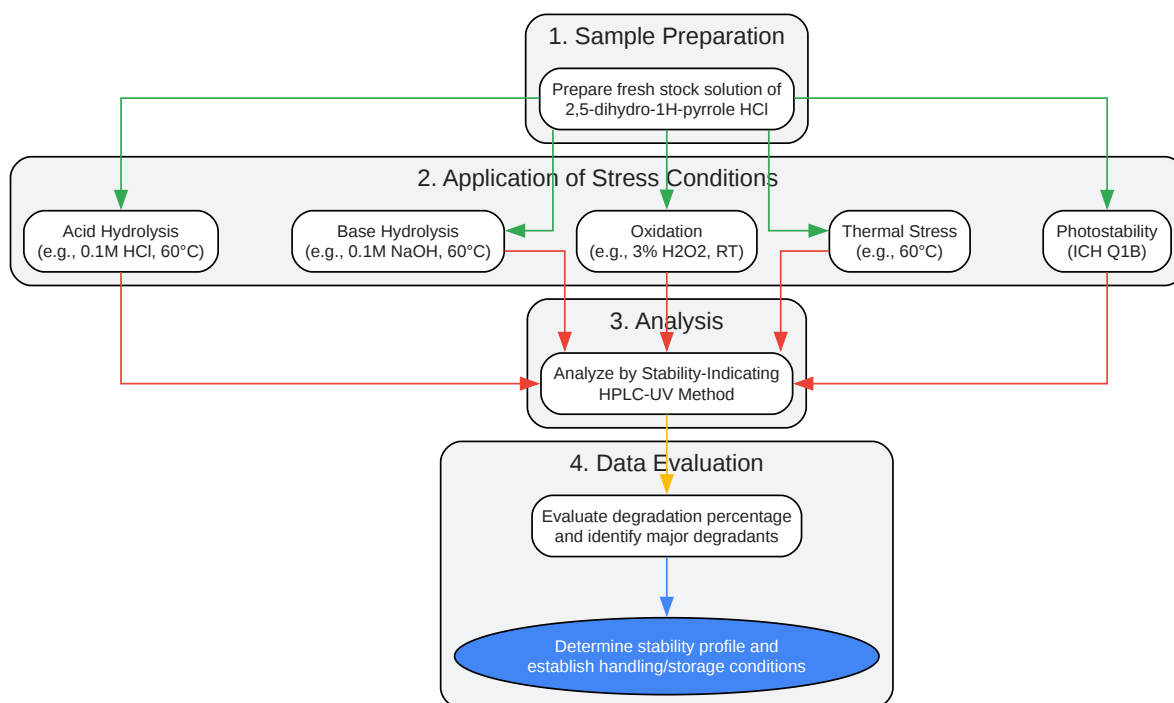 1. Sample Preparation
Prepare fresh stock solution of
2,5-dihydro-1H-pyrrole HCl
2. Application of Stress Conditions
Acid Hydrolysis
(e.g., 0.1M HCl, 60°C)
Base Hydrolysis
(e.g., 0.1M NaOH, 60°C)
Oxidation
(e.g., 3% H2O2, RT)
Thermal Stress
(e.g., 60°C)
Photostability
(ICH Q1B)
3. Analysis
Analyze by Stability-Indicating
HPLC-UV Method
4. Data Evaluation
Evaluate degradation percentage
and identify major degradants
Determine stability profile and
establish handling/storage conditions